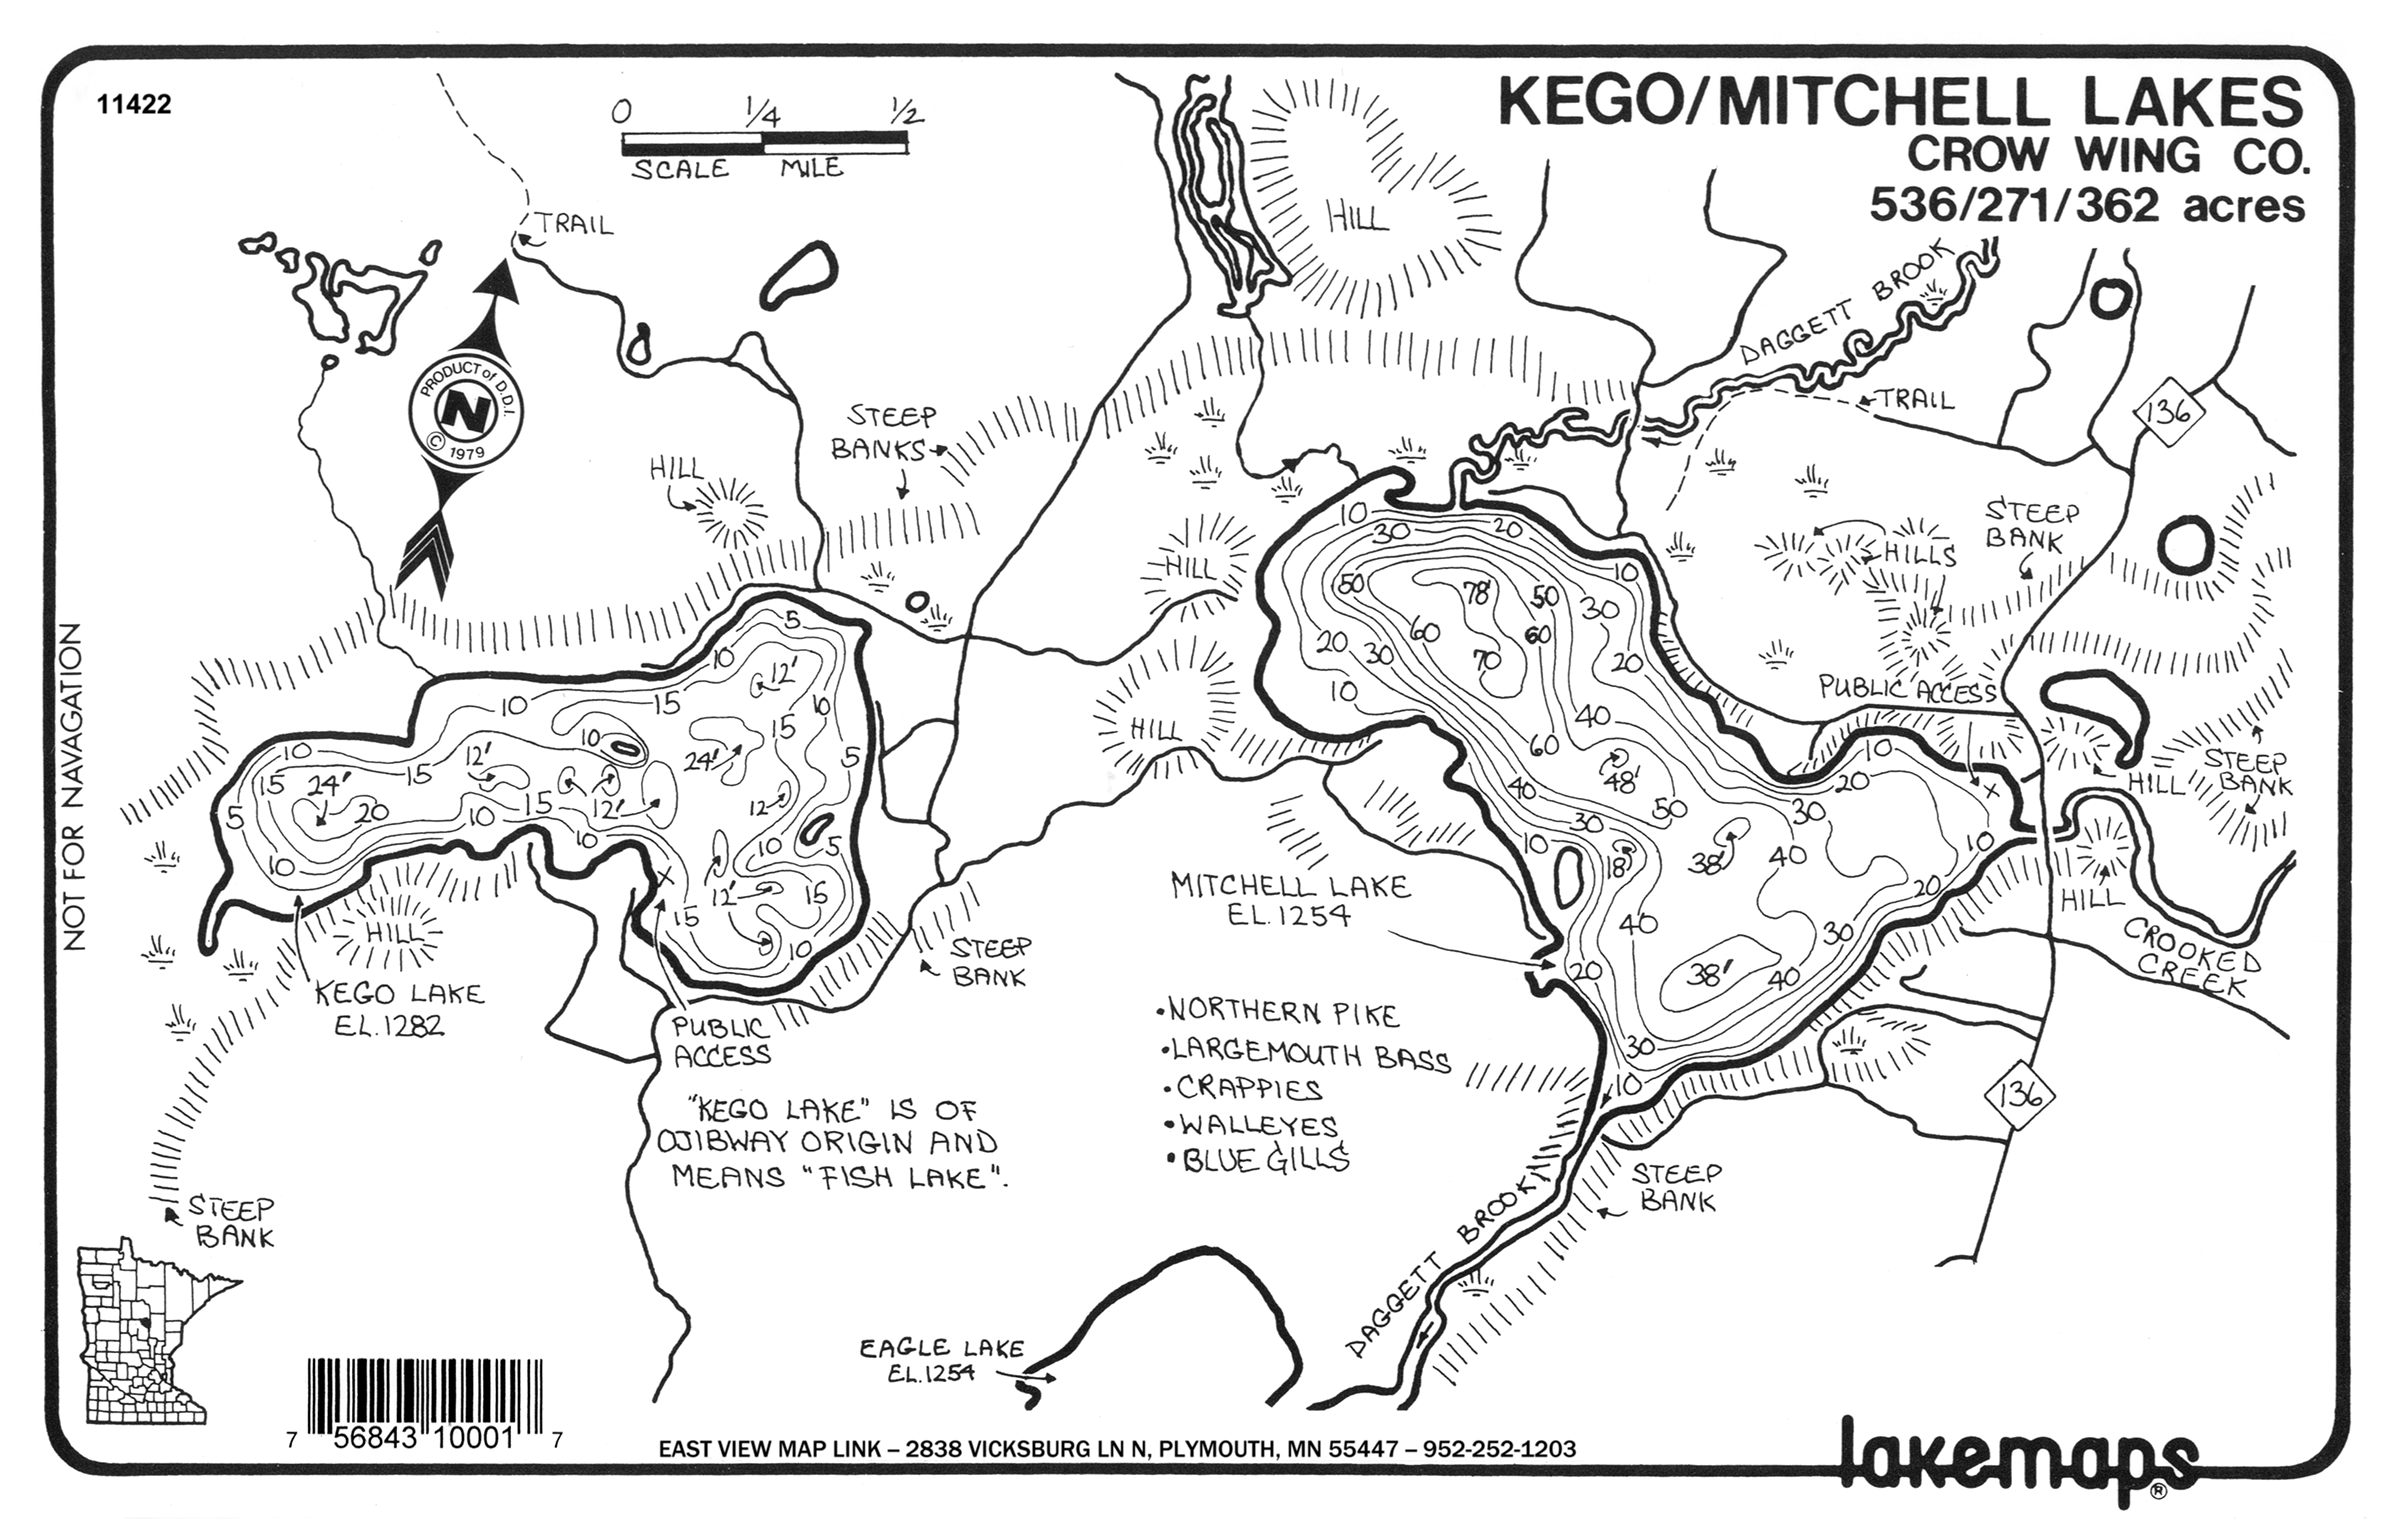 11422
KEGO/MITCHELL LAKES
CROW WING CO.
536/271/362 acres
0 1/4 1/2
SCALE MILE
TRAIL
PRODUCT of D.D.I.
N
© 1979
HILL
DAGGETT BROOK
TRAIL
136
STEEP
BANKS
HILL
HILL
HILLS
STEEP
BANK
PUBLIC ACCESS
HILL
HILL
STEEP
BANK
HILL
CROOKED
CREEK
136
10
30
20
10
50
78'
50
30
60
60
20
30
70
20
10
40
60
48'
40
50
30
10
18'
38'
40
30
20
10
10
20
40
30
20
38'
40
30
10
X
5
10
12'
15
10
10
15
10
24'
5
12'
10
15
24'
15
20
5
10
12'
15
12'
10
10
12
10
5
15
12'
15
10
X
NOT FOR NAVAGATION
HILL
KEGO LAKE
EL.1282
PUBLIC
ACCESS
STEEP
BANK
MITCHELL LAKE
EL.1254
•NORTHERN PIKE
•LARGEMOUTH BASS
•CRAPPIES
•WALLEYES
•BLUE GILLS
"KEGO LAKE" IS OF
OJIBWAY ORIGIN AND
MEANS "FISH LAKE".
STEEP
BANK
STEEP
BANK
DAGGETT BROOK
EAGLE LAKE
EL.1254
7 56843 10001 7
EAST VIEW MAP LINK – 2838 VICKSBURG LN N, PLYMOUTH, MN 55447 – 952-252-1203
lakemaps®